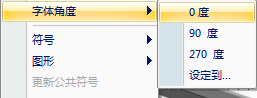 字体角度
符号
图形
更新公共符号
0 度
90 度
270 度
设定到...